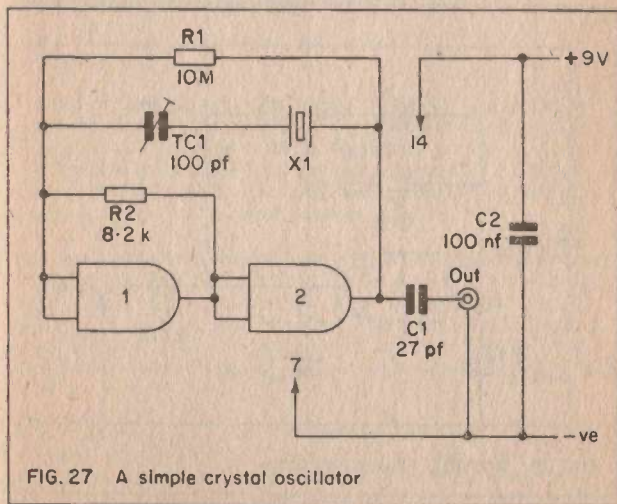 R1
10M
+9V
TC1
100 pf
X1
14
R2
8·2 k
C2
100 nf
Out
1
2
C1
27 pf
7
-ve
FIG. 27 A simple crystal oscillator